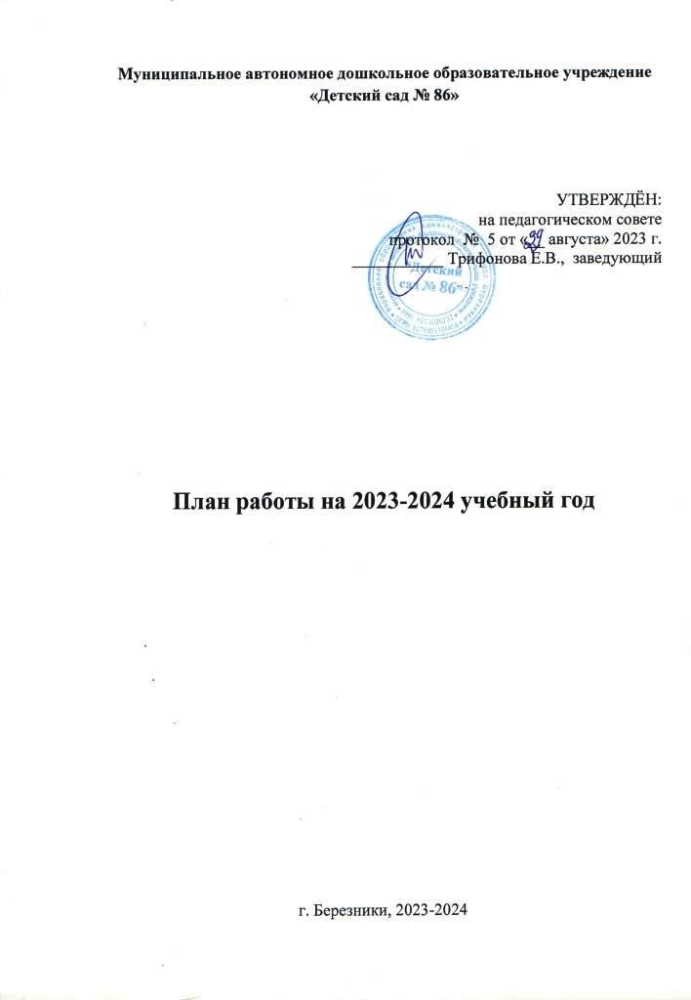 Муниципальное автономное дошкольное образовательное учреждение
«Детский сад № 86»
УТВЕРЖДЁН:
на педагогическом совете
протокол № 5 от « » августа» 2023 г.
____________ Трифонова Е.В., заведующий
"Детский
сад № 86"
План работы на 2023-2024 учебный год
г. Березники, 2023-2024